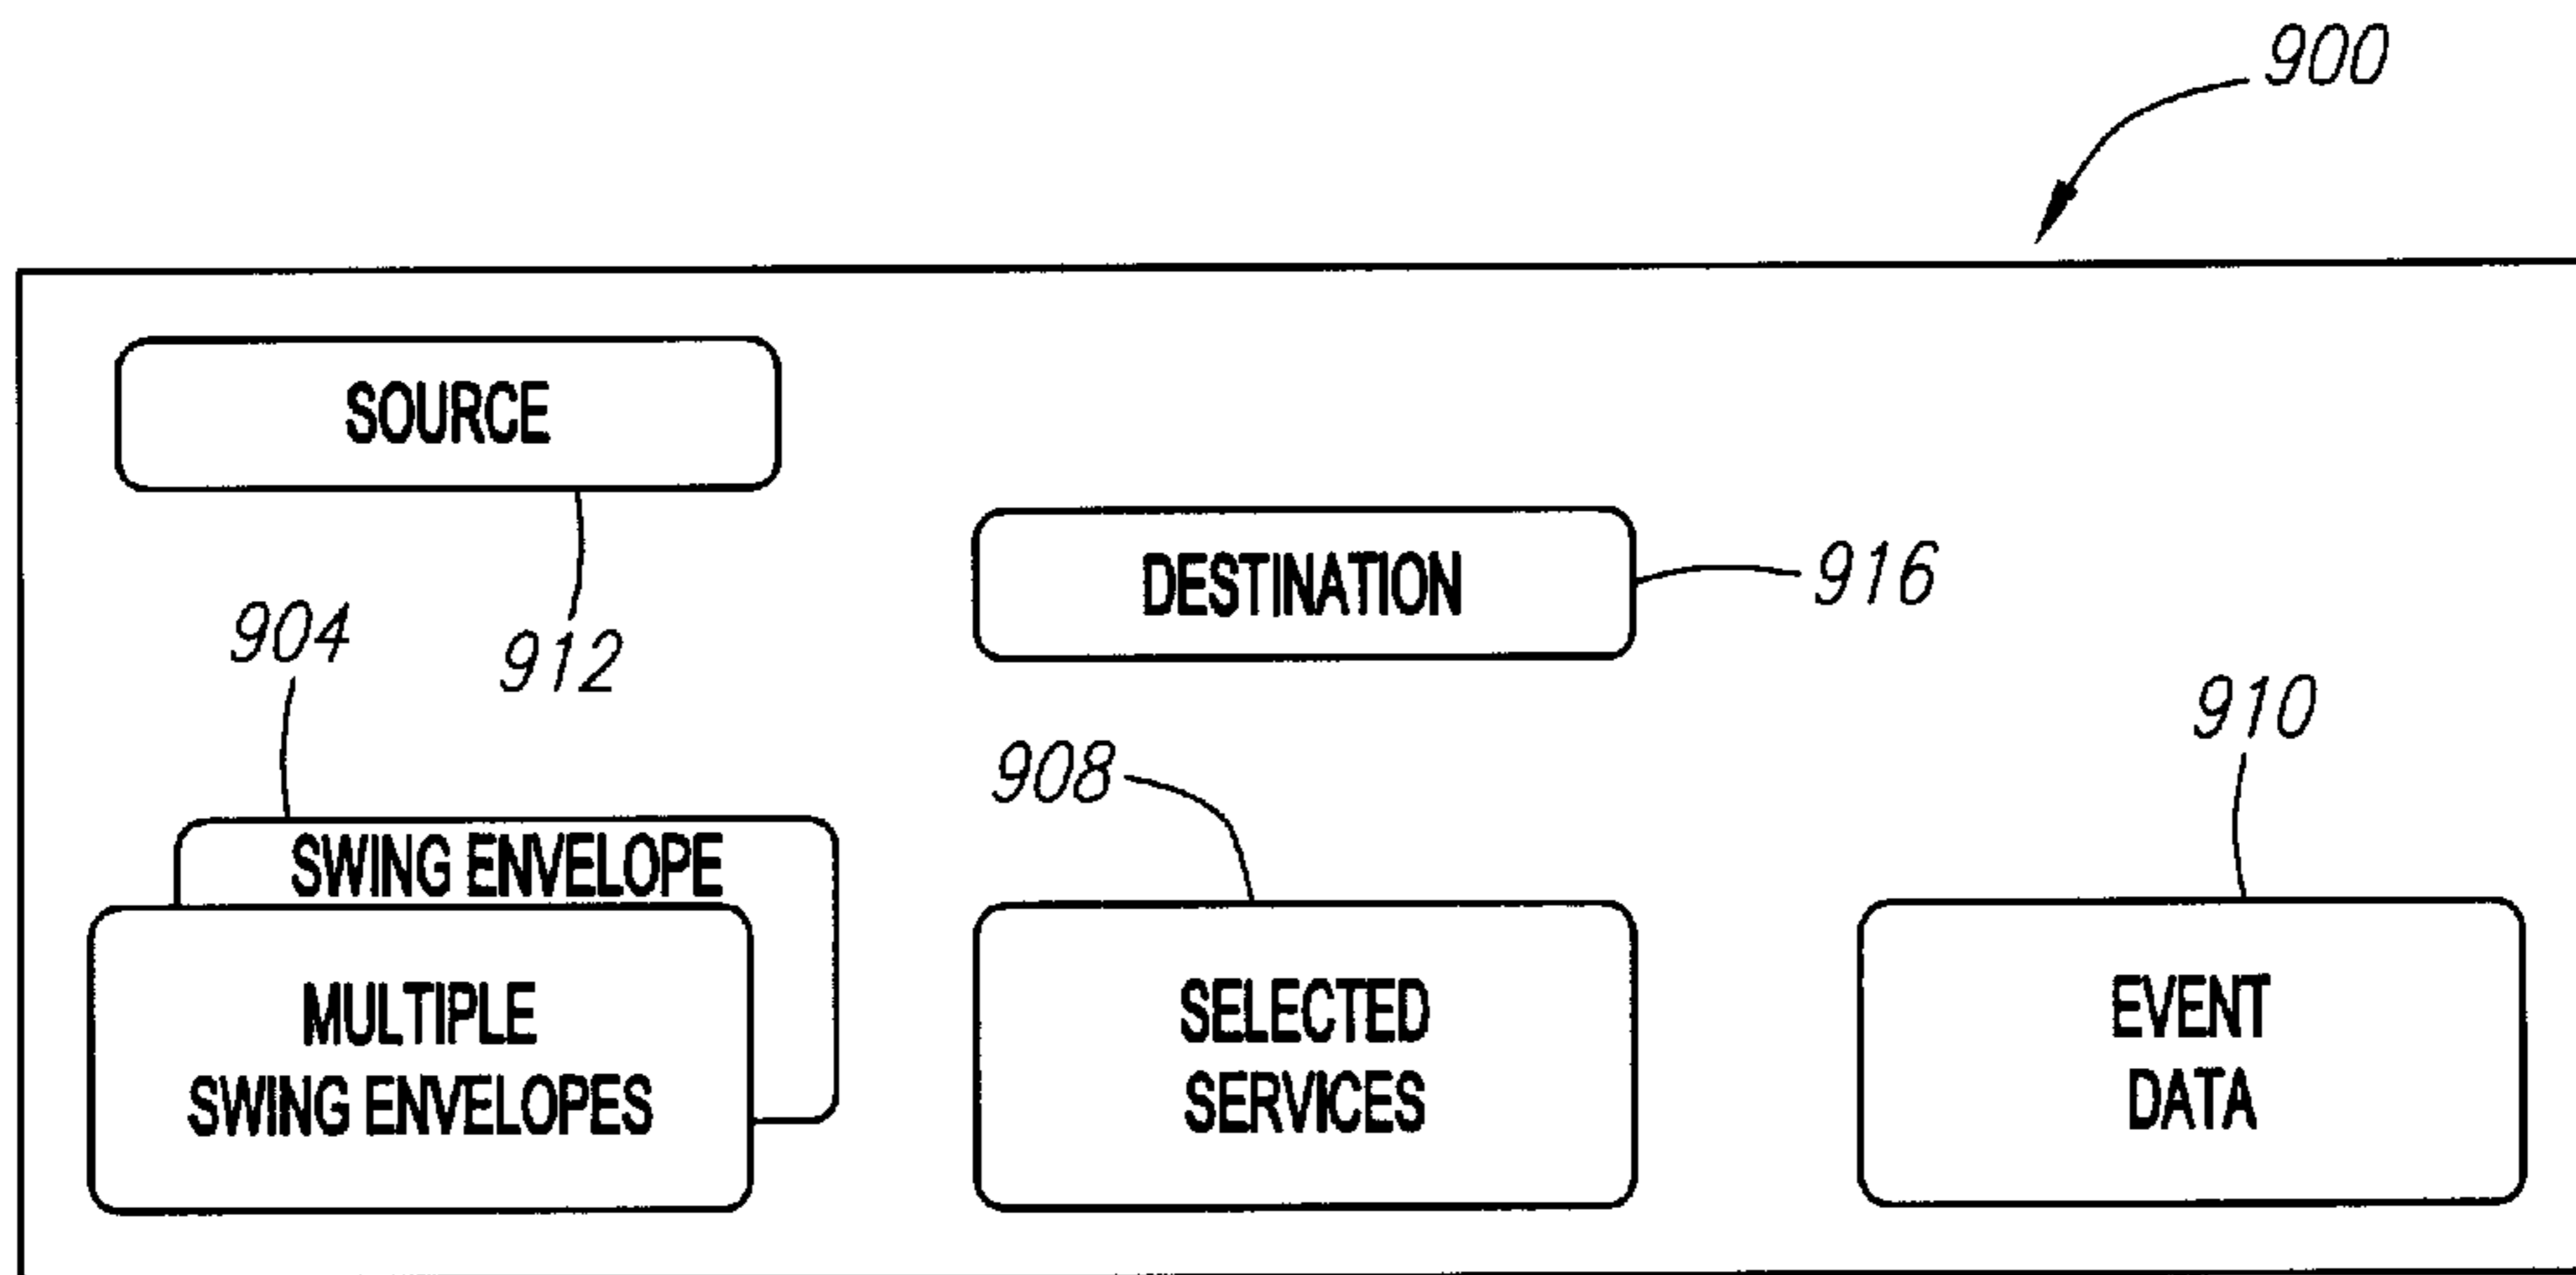 900
SOURCE
912
DESTINATION
916
904
SWING ENVELOPE
MULTIPLE
SWING ENVELOPES
908
SELECTED
SERVICES
910
EVENT
DATA